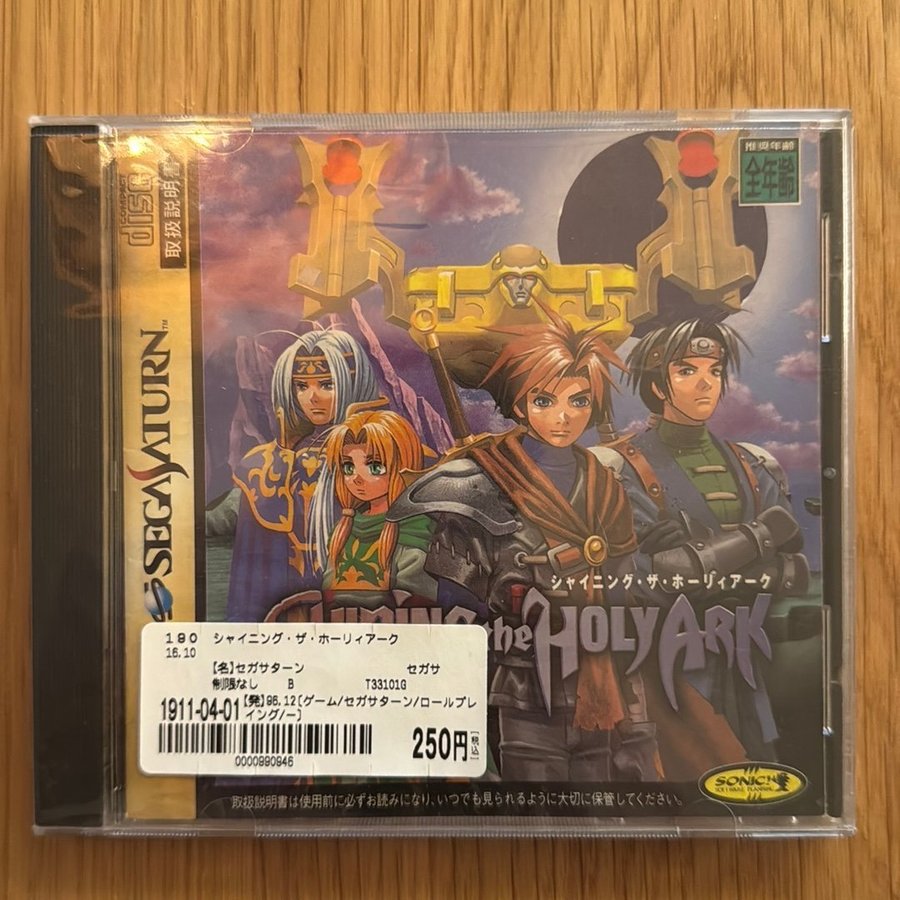 COMPACT
disc
取扱説明書
SEGA SATURN™
推奨年齢
全年齢
シャイニング・ザ・ホーリィアーク
the HOLY ARK
190 シャイニング・ザ・ホーリィアーク
16.10
【名】セガサターン セガサ
制限なし B T33101G
1911-04-01
【発】96.12〔ゲーム/セガサターン/ロールプレイング/ー〕
250円[税込]
0000990946
SONIC!
SOFTWARE PLANNING
取扱説明書は使用前に必ずお読みになり、いつでも見られるように大切に保管してください。